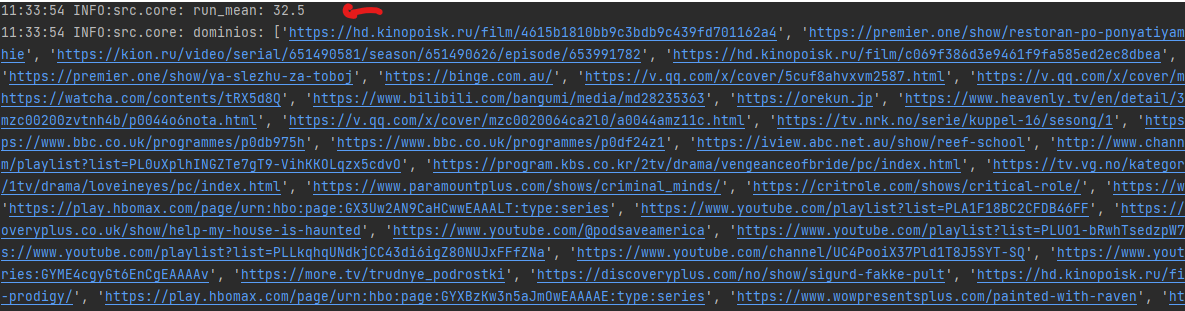 11:33:54 INFO:src.core: run_mean: 32.5
11:33:54 INFO:src.core: dominios: ['https://hd.kinopoisk.ru/film/4615b1810bb9c3bdb9c439fd701162a4', 'https://premier.one/show/restoran-po-ponyatiyam
hie', 'https://kion.ru/video/serial/651490581/season/651490626/episode/653991782', 'https://hd.kinopoisk.ru/film/c069f386d3e9461f9fa585ed2ec8dbea'
'https://premier.one/show/ya-slezhu-za-toboj', 'https://binge.com.au/', 'https://v.qq.com/x/cover/5cuf8ahvxvm2587.html', 'https://v.qq.com/x/cover/m
https://watcha.com/contents/tRX5d8Q', 'https://www.bilibili.com/bangumi/media/md28235363', 'https://orekun.jp', 'https://www.heavenly.tv/en/detail/3
mzc00200zvtnh4b/p0044o6nota.html', 'https://v.qq.com/x/cover/mzc0020064ca2l0/a0044amz11c.html', 'https://tv.nrk.no/serie/kuppel-16/sesong/1', 'https
ps://www.bbc.co.uk/programmes/p0db975h', 'https://www.bbc.co.uk/programmes/p0df24z1', 'https://iview.abc.net.au/show/reef-school', 'http://www.chann
m/playlist?list=PL0uXplhINGZTe7gT9-VihKKOLqzx5cdvO', 'https://program.kbs.co.kr/2tv/drama/vengeanceofbride/pc/index.html', 'https://tv.vg.no/kategor
/1tv/drama/loveineyes/pc/index.html', 'https://www.paramountplus.com/shows/criminal_minds/', 'https://critrole.com/shows/critical-role/', 'https://w
'https://play.hbomax.com/page/urn:hbo:page:GX3Uw2AN9CaHCwwEAAALT:type:series', 'https://www.youtube.com/playlist?list=PLA1F18BC2CFDB46FF', 'https://
overyplus.co.uk/show/help-my-house-is-haunted', 'https://www.youtube.com/@podsaveamerica', 'https://www.youtube.com/playlist?list=PLUO1-bRwhTsedzpW7
s://www.youtube.com/playlist?list=PLLkqhqUNdkjCC43di6igZ80NUJxFFfZNa', 'https://www.youtube.com/channel/UC4PooiX37Pld1T8J5SYT-SQ', 'https://www.yout
ries:GYME4cgyGt6EnCgEAAAAv', 'https://more.tv/trudnye_podrostki', 'https://discoveryplus.com/no/show/sigurd-fakke-pult', 'https://hd.kinopoisk.ru/fi
-prodigy/', 'https://play.hbomax.com/page/urn:hbo:page:GYXBzKw3n5aJmOwEAAAAE:type:series', 'https://www.wowpresentsplus.com/painted-with-raven', 'ht